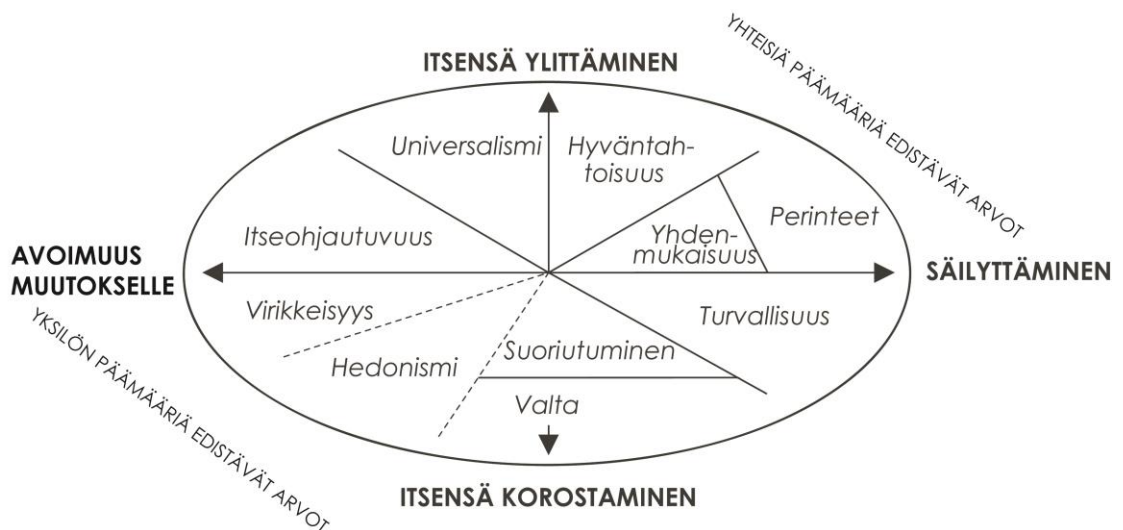 YHTEISIÄ PÄÄMÄÄRIÄ EDISTÄVÄT ARVOT
ITSENSÄ YLITTÄMINEN
Universalismi
Hyväntah-
toisuus
Perinteet
Itseohjautuvuus
Yhden-
mukaisuus
AVOIMUUS
MUUTOKSELLE
SÄILYTTÄMINEN
Virikkeisyys
Turvallisuus
Hedonismi
Suoriutuminen
Valta
YKSILÖN PÄÄMÄÄRIÄ EDISTÄVÄT ARVOT
ITSENSÄ KOROSTAMINEN